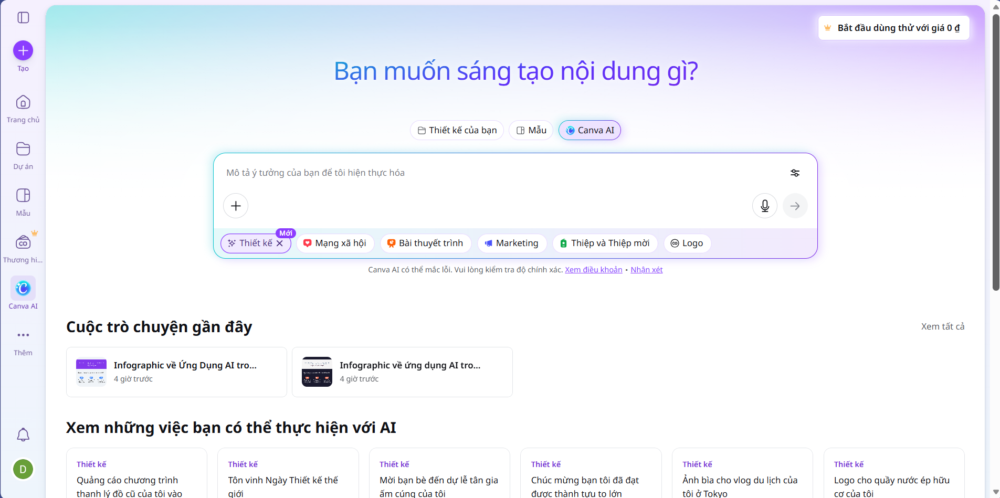 Tạo
Trang chủ
Dự án
Mẫu
Thương hi...
Canva AI
Thêm
D
Bắt đầu dùng thử với giá 0 ₫
Bạn muốn sáng tạo nội dung gì?
Thiết kế của bạn
Mẫu
Canva AI
Mô tả ý tưởng của bạn để tôi hiện thực hóa
Mới
Thiết kế
Mạng xã hội
Bài thuyết trình
Marketing
Thiệp và Thiệp mời
Logo
Canva AI có thể mắc lỗi. Vui lòng kiểm tra độ chính xác. Xem điều khoản • Nhận xét
Cuộc trò chuyện gần đây
Xem tất cả
Infographic về Ứng Dụng AI tro...
4 giờ trước
Infographic về ứng dụng AI tro...
4 giờ trước
Xem những việc bạn có thể thực hiện với AI
Thiết kế
Quảng cáo chương trình
thanh lý đồ cũ của tôi vào
Thiết kế
Tôn vinh Ngày Thiết kế thế
giới
Thiết kế
Mời bạn bè đến dự lễ tân gia
ấm cúng của tôi
Thiết kế
Chúc mừng bạn tôi đã đạt
được thành tựu to lớn
Thiết kế
Ảnh bìa cho vlog du lịch của
tôi ở Tokyo
Thiết kế
Logo cho quầy nước ép hữu
cơ của tôi